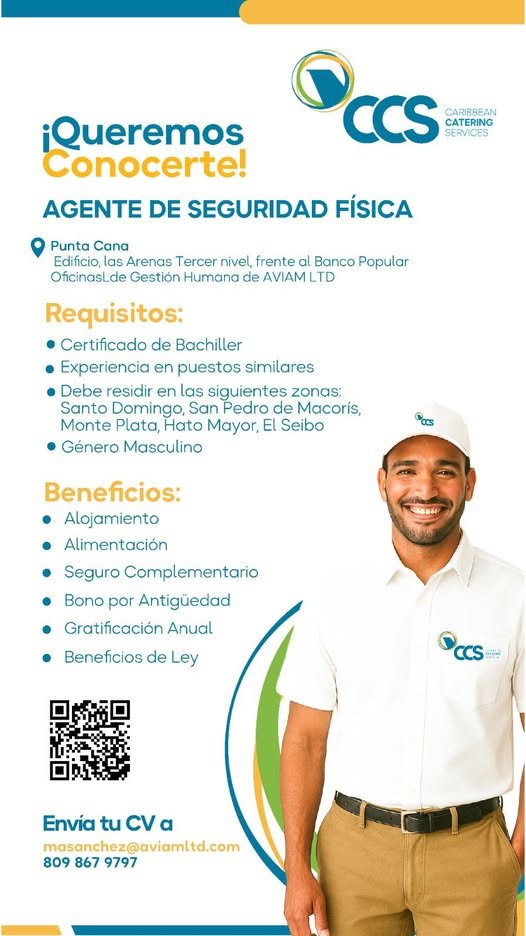 CCS
CARIBBEAN
CATERING
SERVICES
¡Queremos
Conocerte!
AGENTE DE SEGURIDAD FÍSICA
Punta Cana
Edificio, las Arenas Tercer nivel, frente al Banco Popular
OficinasLde Gestión Humana de AVIAM LTD
Requisitos:
• Certificado de Bachiller
• Experiencia en puestos similares
• Debe residir en las siguientes zonas:
Santo Domingo, San Pedro de Macorís,
Monte Plata, Hato Mayor, El Seibo
• Género Masculino
Beneficios:
• Alojamiento
• Alimentación
• Seguro Complementario
• Bono por Antigüedad
• Gratificación Anual
• Beneficios de Ley
CCS
CCS
Envía tu CV a
masanchez@aviamltd.com
809 867 9797